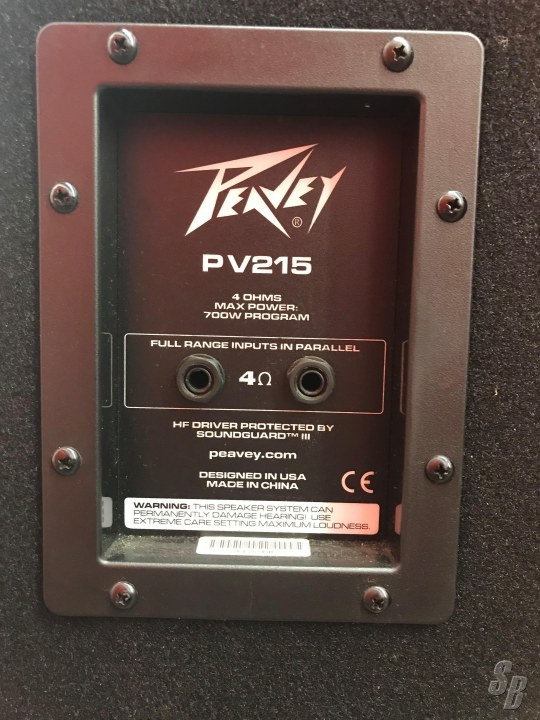 PEAVEY®
PV215
4 OHMS
MAX POWER:
700W PROGRAM
FULL RANGE INPUTS IN PARALLEL
4Ω
HF DRIVER PROTECTED BY
SOUNDGUARD™ III
peavey.com
DESIGNED IN USA
MADE IN CHINA
CE
WARNING: THIS SPEAKER SYSTEM CAN
PERMANENTLY DAMAGE HEARING! USE
EXTREME CARE SETTING MAXIMUM LOUDNESS.
SB